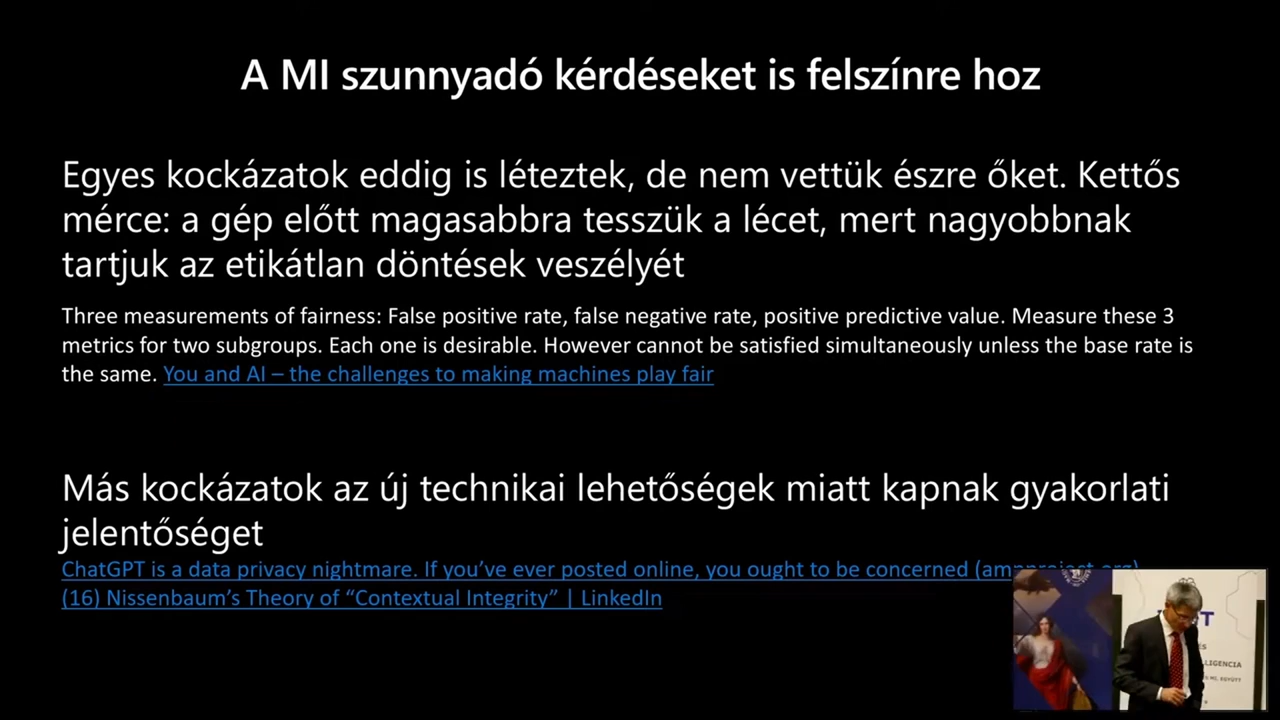 A MI szunnyadó kérdéseket is felszínre hoz
Egyes kockázatok eddig is léteztek, de nem vettük észre őket. Kettős
mérce: a gép előtt magasabbra tesszük a lécet, mert nagyobbnak
tartjuk az etikátlan döntések veszélyét
Three measurements of fairness: False positive rate, false negative rate, positive predictive value. Measure these 3
metrics for two subgroups. Each one is desirable. However cannot be satisfied simultaneously unless the base rate is
the same. You and AI – the challenges to making machines play fair
Más kockázatok az új technikai lehetőségek miatt kapnak gyakorlati
jelentőséget
ChatGPT is a data privacy nightmare. If you've ever posted online, you ought to be concerned (ampproject.org)
(16) Nissenbaum's Theory of “Contextual Integrity” | LinkedIn